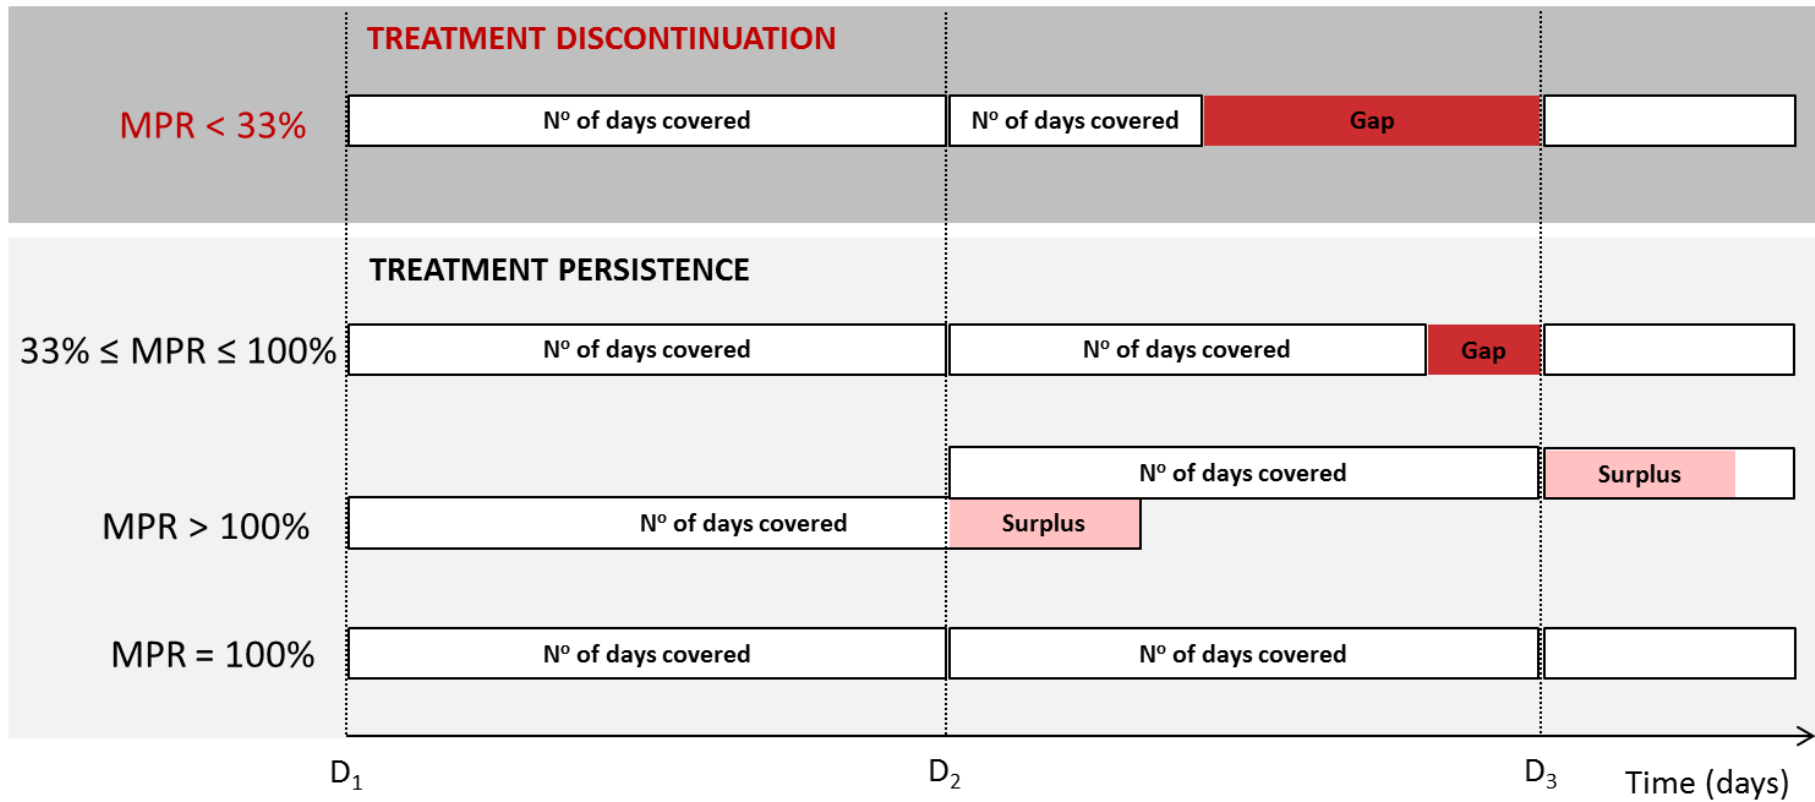 TREATMENT DISCONTINUATION
MPR < 33%
Nº of days covered
Nº of days covered
Gap
TREATMENT PERSISTENCE
33% ≤ MPR ≤ 100%
Nº of days covered
Nº of days covered
Gap
Nº of days covered
Surplus
MPR > 100%
Nº of days covered
Surplus
MPR = 100%
Nº of days covered
Nº of days covered
D₁
D₂
D₃
Time (days)